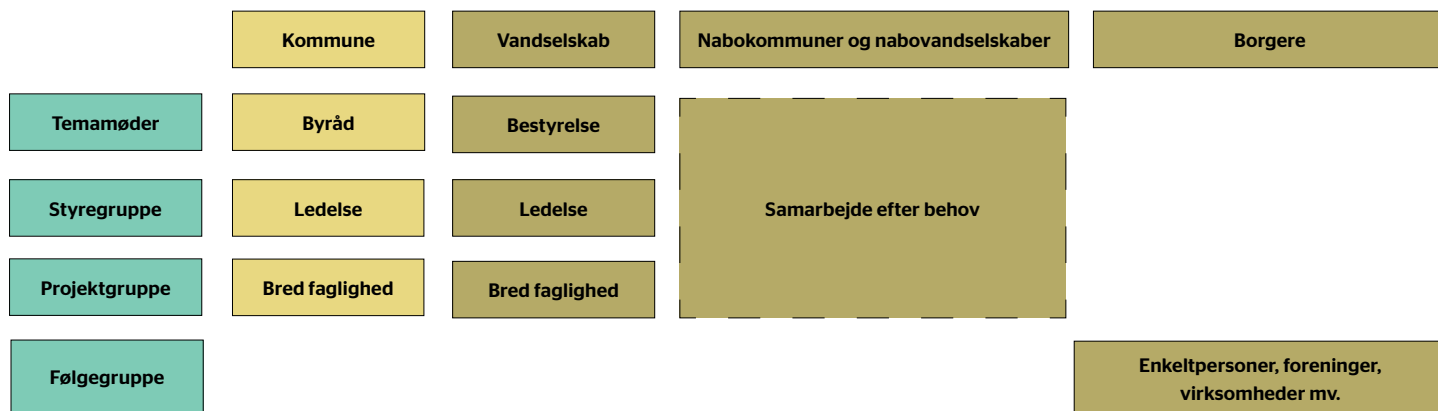 Kommune
Vandselskab
Nabokommuner og nabovandselskaber
Borgere
Temamøder
Byråd
Bestyrelse
Styregruppe
Ledelse
Ledelse
Samarbejde efter behov
Projektgruppe
Bred faglighed
Bred faglighed
Følgegruppe
Enkeltpersoner, foreninger,
virksomheder mv.